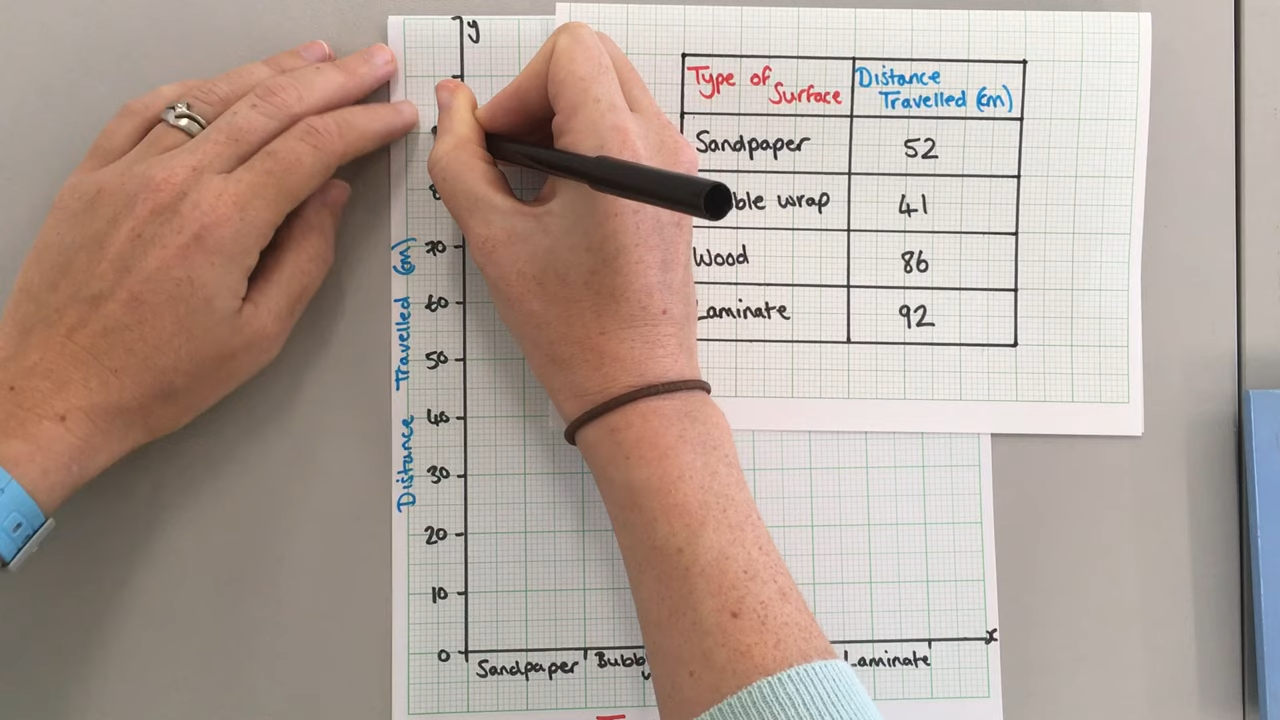 y
Type of
Surface
Distance
Travelled (cm)
Sandpaper
52
ble wrap
41
Wood
86
Laminate
92
70
60
50
40
30
20
10
0
Distance Travelled (cm)
x
Sandpaper
Bubb
Laminate